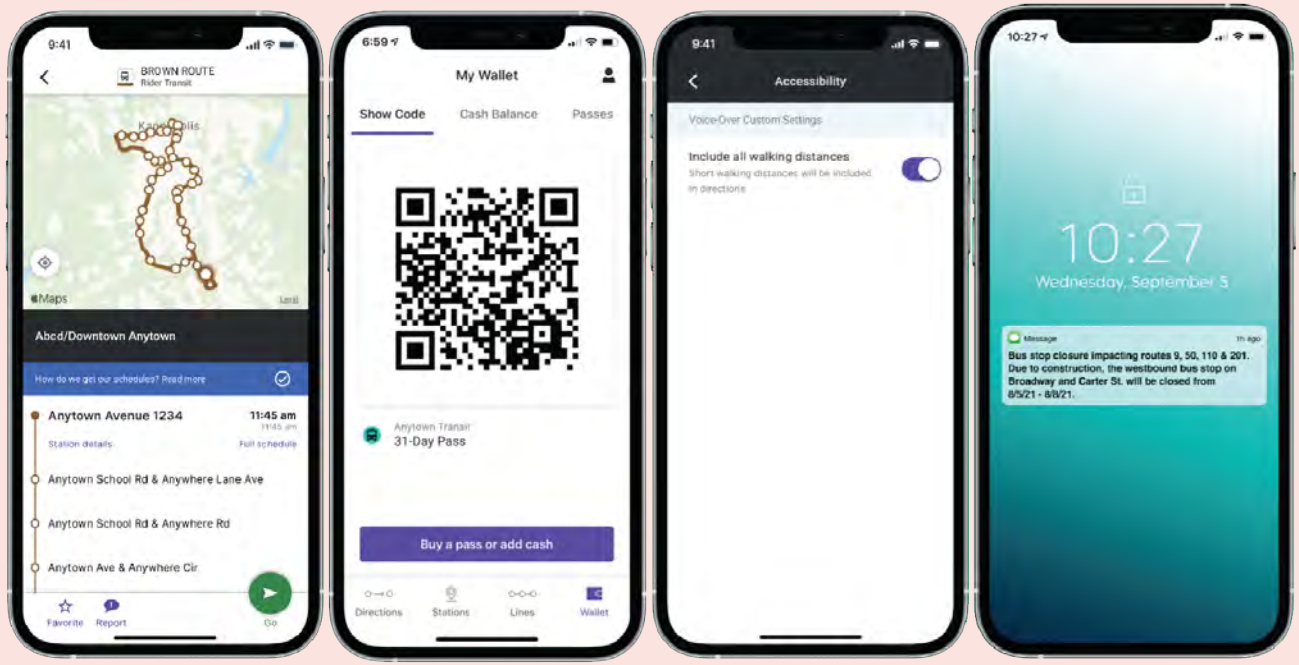 9:41
BROWN ROUTE
Rider Transit
Maps
Legal
Abcd/Downtown Anytown
How do we get our schedules? Read more
Anytown Avenue 1234
11:45 am
11:45 am
Station details
Full schedule
Anytown School Rd & Anywhere Lane Ave
Anytown School Rd & Anywhere Rd
Anytown Ave & Anywhere Cir
Favorite
Report
Go
6:59
My Wallet
Show Code
Cash Balance
Passes
Anytown Transit
31-Day Pass
Buy a pass or add cash
Directions
Stations
Lines
Wallet
9:41
Accessibility
Voice-Over Custom Settings
Include all walking distances
Short walking distances will be included
in directions
10:27
10:27
Wednesday, September 5
Message
1h ago
Bus stop closure impacting routes 9, 50, 110 & 201.
Due to construction, the westbound bus stop on
Broadway and Carter St. will be closed from
8/5/21 - 8/8/21.